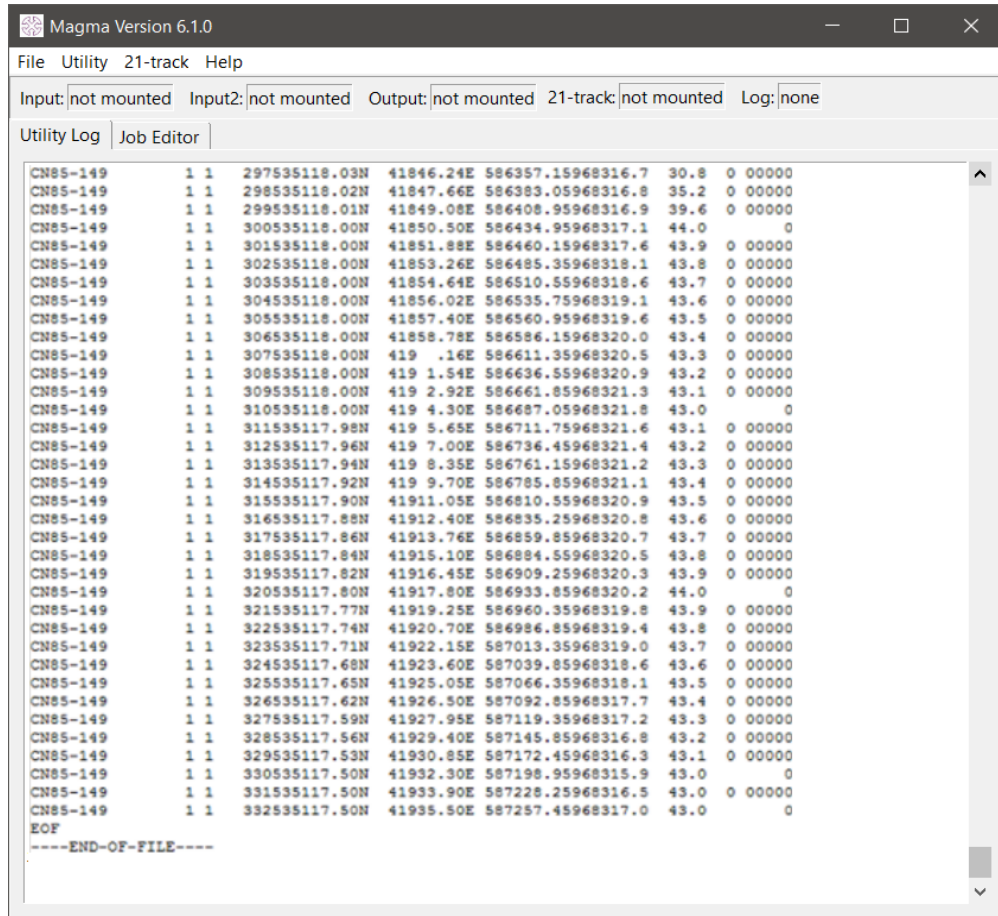 Magma Version 6.1.0
File Utility 21-track Help
Input: not mounted Input2: not mounted Output: not mounted 21-track: not mounted Log: none
Utility Log Job Editor
CN85-149 1 1 297535118.03N 41846.24E 586357.15968316.7 30.8 0 00000
CN85-149 1 1 298535118.02N 41847.66E 586383.05968316.8 35.2 0 00000
CN85-149 1 1 299535118.01N 41849.08E 586408.95968316.9 39.6 0 00000
CN85-149 1 1 300535118.00N 41850.50E 586434.95968317.1 44.0 0
CN85-149 1 1 301535118.00N 41851.88E 586460.15968317.6 43.9 0 00000
CN85-149 1 1 302535118.00N 41853.26E 586485.35968318.1 43.8 0 00000
CN85-149 1 1 303535118.00N 41854.64E 586510.55968318.6 43.7 0 00000
CN85-149 1 1 304535118.00N 41856.02E 586535.75968319.1 43.6 0 00000
CN85-149 1 1 305535118.00N 41857.40E 586560.95968319.6 43.5 0 00000
CN85-149 1 1 306535118.00N 41858.78E 586586.15968320.0 43.4 0 00000
CN85-149 1 1 307535118.00N 419 .16E 586611.35968320.5 43.3 0 00000
CN85-149 1 1 308535118.00N 419 1.54E 586636.55968320.9 43.2 0 00000
CN85-149 1 1 309535118.00N 419 2.92E 586661.85968321.3 43.1 0 00000
CN85-149 1 1 310535118.00N 419 4.30E 586687.05968321.8 43.0 0
CN85-149 1 1 311535117.98N 419 5.65E 586711.75968321.6 43.1 0 00000
CN85-149 1 1 312535117.96N 419 7.00E 586736.45968321.4 43.2 0 00000
CN85-149 1 1 313535117.94N 419 8.35E 586761.15968321.2 43.3 0 00000
CN85-149 1 1 314535117.92N 419 9.70E 586785.85968321.1 43.4 0 00000
CN85-149 1 1 315535117.90N 41911.05E 586810.55968320.9 43.5 0 00000
CN85-149 1 1 316535117.88N 41912.40E 586835.25968320.8 43.6 0 00000
CN85-149 1 1 317535117.86N 41913.76E 586859.85968320.7 43.7 0 00000
CN85-149 1 1 318535117.84N 41915.10E 586884.55968320.5 43.8 0 00000
CN85-149 1 1 319535117.82N 41916.45E 586909.25968320.3 43.9 0 00000
CN85-149 1 1 320535117.80N 41917.80E 586933.85968320.2 44.0 0
CN85-149 1 1 321535117.77N 41919.25E 586960.35968319.8 43.9 0 00000
CN85-149 1 1 322535117.74N 41920.70E 586986.85968319.4 43.8 0 00000
CN85-149 1 1 323535117.71N 41922.15E 587013.35968319.0 43.7 0 00000
CN85-149 1 1 324535117.68N 41923.60E 587039.85968318.6 43.6 0 00000
CN85-149 1 1 325535117.65N 41925.05E 587066.35968318.1 43.5 0 00000
CN85-149 1 1 326535117.62N 41926.50E 587092.85968317.7 43.4 0 00000
CN85-149 1 1 327535117.59N 41927.95E 587119.35968317.2 43.3 0 00000
CN85-149 1 1 328535117.56N 41929.40E 587145.85968316.8 43.2 0 00000
CN85-149 1 1 329535117.53N 41930.85E 587172.45968316.3 43.1 0 00000
CN85-149 1 1 330535117.50N 41932.30E 587198.95968315.9 43.0 0
CN85-149 1 1 331535117.50N 41933.90E 587228.25968316.5 43.0 0 00000
CN85-149 1 1 332535117.50N 41935.50E 587257.45968317.0 43.0 0
EOF
----END-OF-FILE----